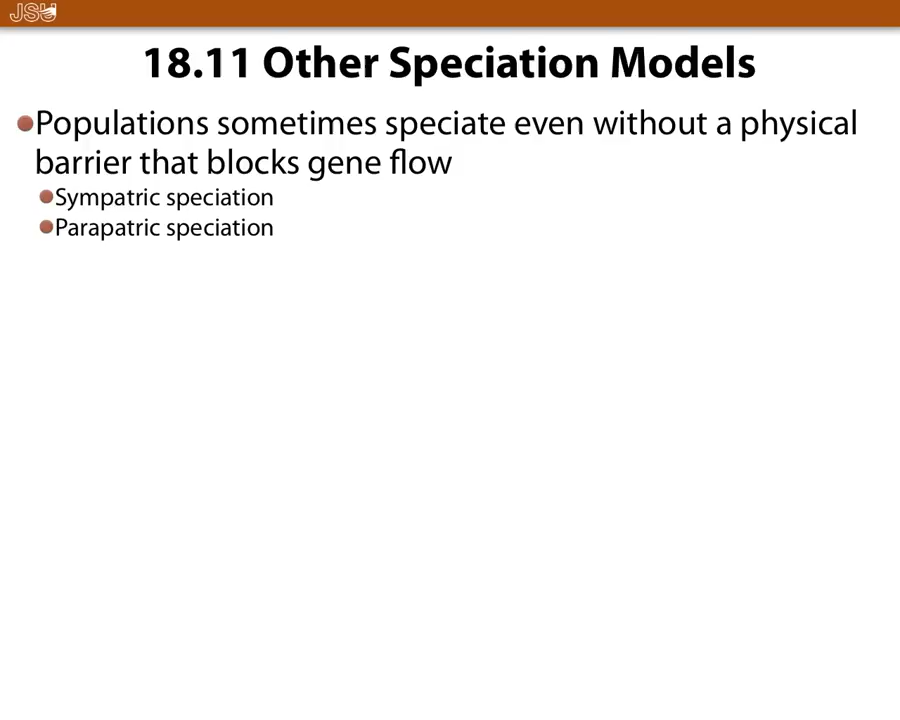 JSU
18.11 Other Speciation Models
Populations sometimes speciate even without a physical
barrier that blocks gene flow
Sympatric speciation
Parapatric speciation